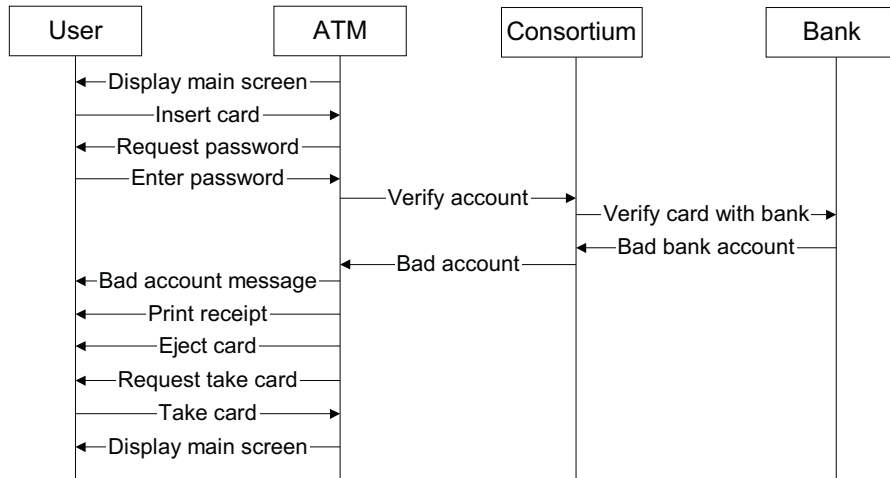 User
ATM
Consortium
Bank
Display main screen
Insert card
Request password
Enter password
Verify account
Verify card with bank
Bad bank account
Bad account
Bad account message
Print receipt
Eject card
Request take card
Take card
Display main screen